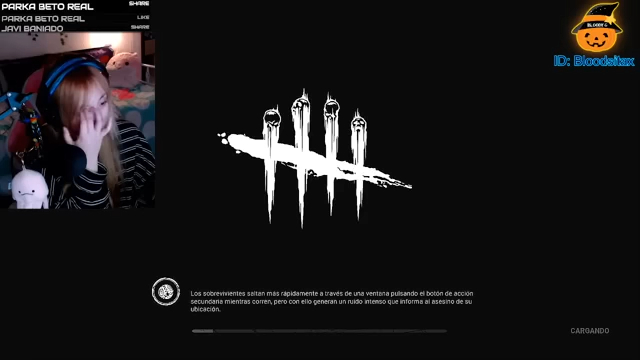 PARKA BETO REAL SHARE
PARKA BETO REAL LIKE
JAVI BANIADO SHARE
BLOODS
ID: Bloodsitax
Los sobrevivientes saltan más rápidamente a través de una ventana pulsando el botón de acción
secundaria mientras corren, pero con ello generan un ruido intenso que informa al asesino de su
ubicación.
CARGANDO